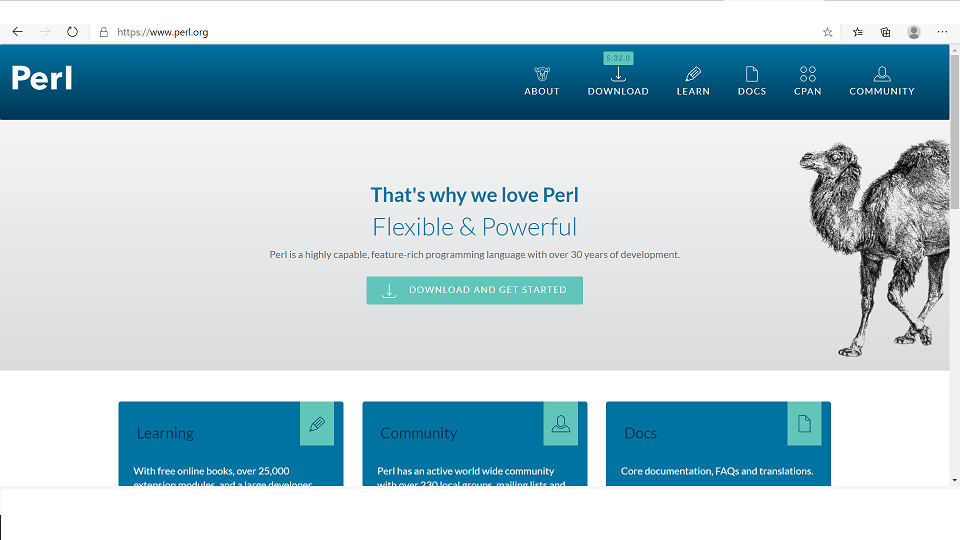 https://www.perl.org
Perl
5.32.0
ABOUT
DOWNLOAD
LEARN
DOCS
CPAN
COMMUNITY
That's why we love Perl
Flexible & Powerful
Perl is a highly capable, feature-rich programming language with over 30 years of development.
DOWNLOAD AND GET STARTED
Learning
With free online books, over 25,000
extension modules, and a large developer
Community
Perl has an active world wide community
with over 230 local groups, mailing lists and
Docs
Core documentation, FAQs and translations.